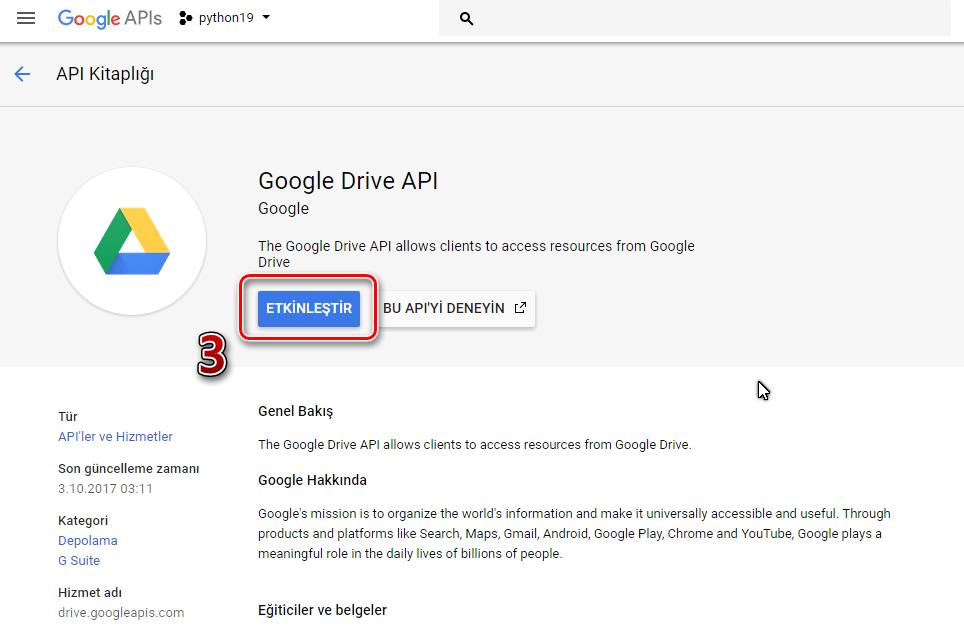 Google APIs python19
API Kitaplığı
Google Drive API
Google
The Google Drive API allows clients to access resources from Google
Drive
ETKİNLEŞTİR
BU API'Yİ DENEYİN
3
Tür
API'ler ve Hizmetler
Son güncelleme zamanı
3.10.2017 03:11
Kategori
Depolama
G Suite
Hizmet adı
drive.googleapis.com
Genel Bakış
The Google Drive API allows clients to access resources from Google Drive.
Google Hakkında
Google's mission is to organize the world's information and make it universally accessible and useful. Through
products and platforms like Search, Maps, Gmail, Android, Google Play, Chrome and YouTube, Google plays a
meaningful role in the daily lives of billions of people.
Eğiticiler ve belgeler